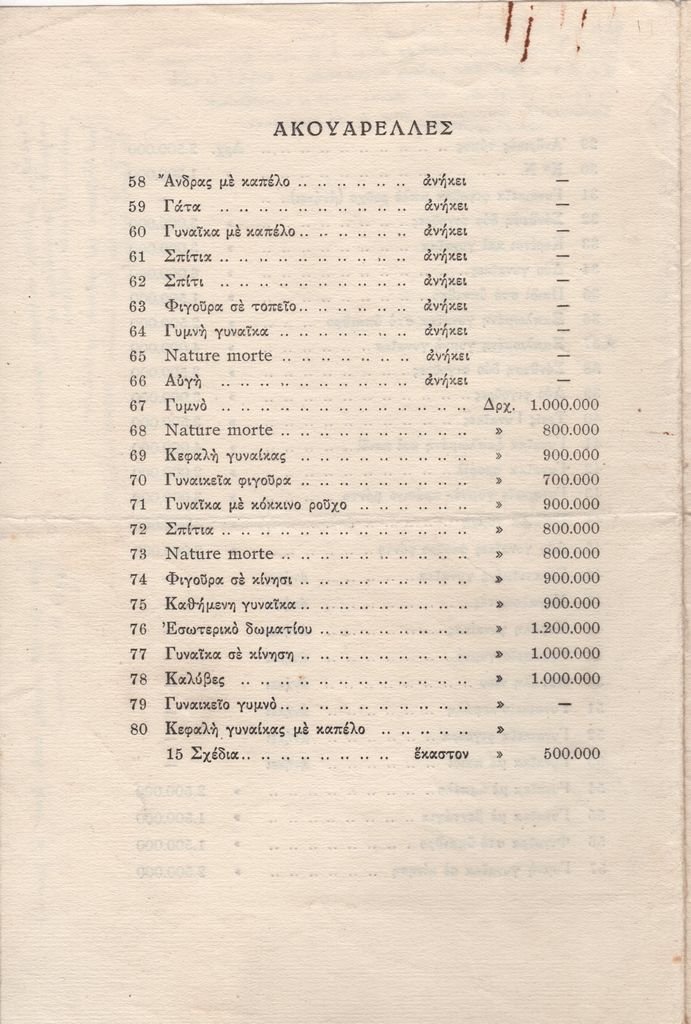 ΑΚΟΥΑΡΕΛΛΕΣ
58 Ἄνδρας μὲ καπέλο .. .. .. .. .. .. ἀνήκει —
59 Γάτα .. .. .. .. .. .. .. .. ἀνήκει —
60 Γυναῖκα μὲ καπέλο .. .. .. .. .. .. ἀνήκει —
61 Σπίτια .. .. .. .. .. .. .. .. ἀνήκει —
62 Σπίτι .. .. .. .. .. .. .. .. ἀνήκει —
63 Φιγοῦρα σὲ τοπεῖο .. .. .. .. .. .. ἀνήκει —
64 Γυμνὴ γυναῖκα .. .. .. .. .. .. ἀνήκει —
65 Nature morte .. .. .. .. .. .. ἀνήκει —
66 Αὐγὴ .. .. .. .. .. .. .. .. ἀνήκει —
67 Γυμνὸ .. .. .. .. .. .. .. .. .. .. Δρχ. 1.000.000
68 Nature morte .. .. .. .. .. .. .. .. » 800.000
69 Κεφαλὴ γυναίκας .. .. .. .. .. .. .. » 900.000
70 Γυναικεῖα φιγοῦρα .. .. .. .. .. .. .. » 700.000
71 Γυναῖκα μὲ κόκκινο ροῦχο .. .. .. .. .. » 900.000
72 Σπίτια .. .. .. .. .. .. .. .. .. .. » 800.000
73 Nature morte .. .. .. .. .. .. .. .. » 800.000
74 Φιγοῦρα σὲ κίνησι .. .. .. .. .. .. .. » 900.000
75 Καθήμενη γυναῖκα .. .. .. .. .. .. .. » 900.000
76 Ἐσωτερικὸ δωματίου .. .. .. .. .. .. » 1.200.000
77 Γυναῖκα σὲ κίνηση .. .. .. .. .. .. .. » 1.000.000
78 Καλύβες .. .. .. .. .. .. .. .. .. » 1.000.000
79 Γυναικεῖο γυμνὸ .. .. .. .. .. .. .. .. » —
80 Κεφαλὴ γυναίκας μὲ καπέλο .. .. .. .. »
15 Σχέδια .. .. .. .. .. .. .. ἕκαστον » 500.000